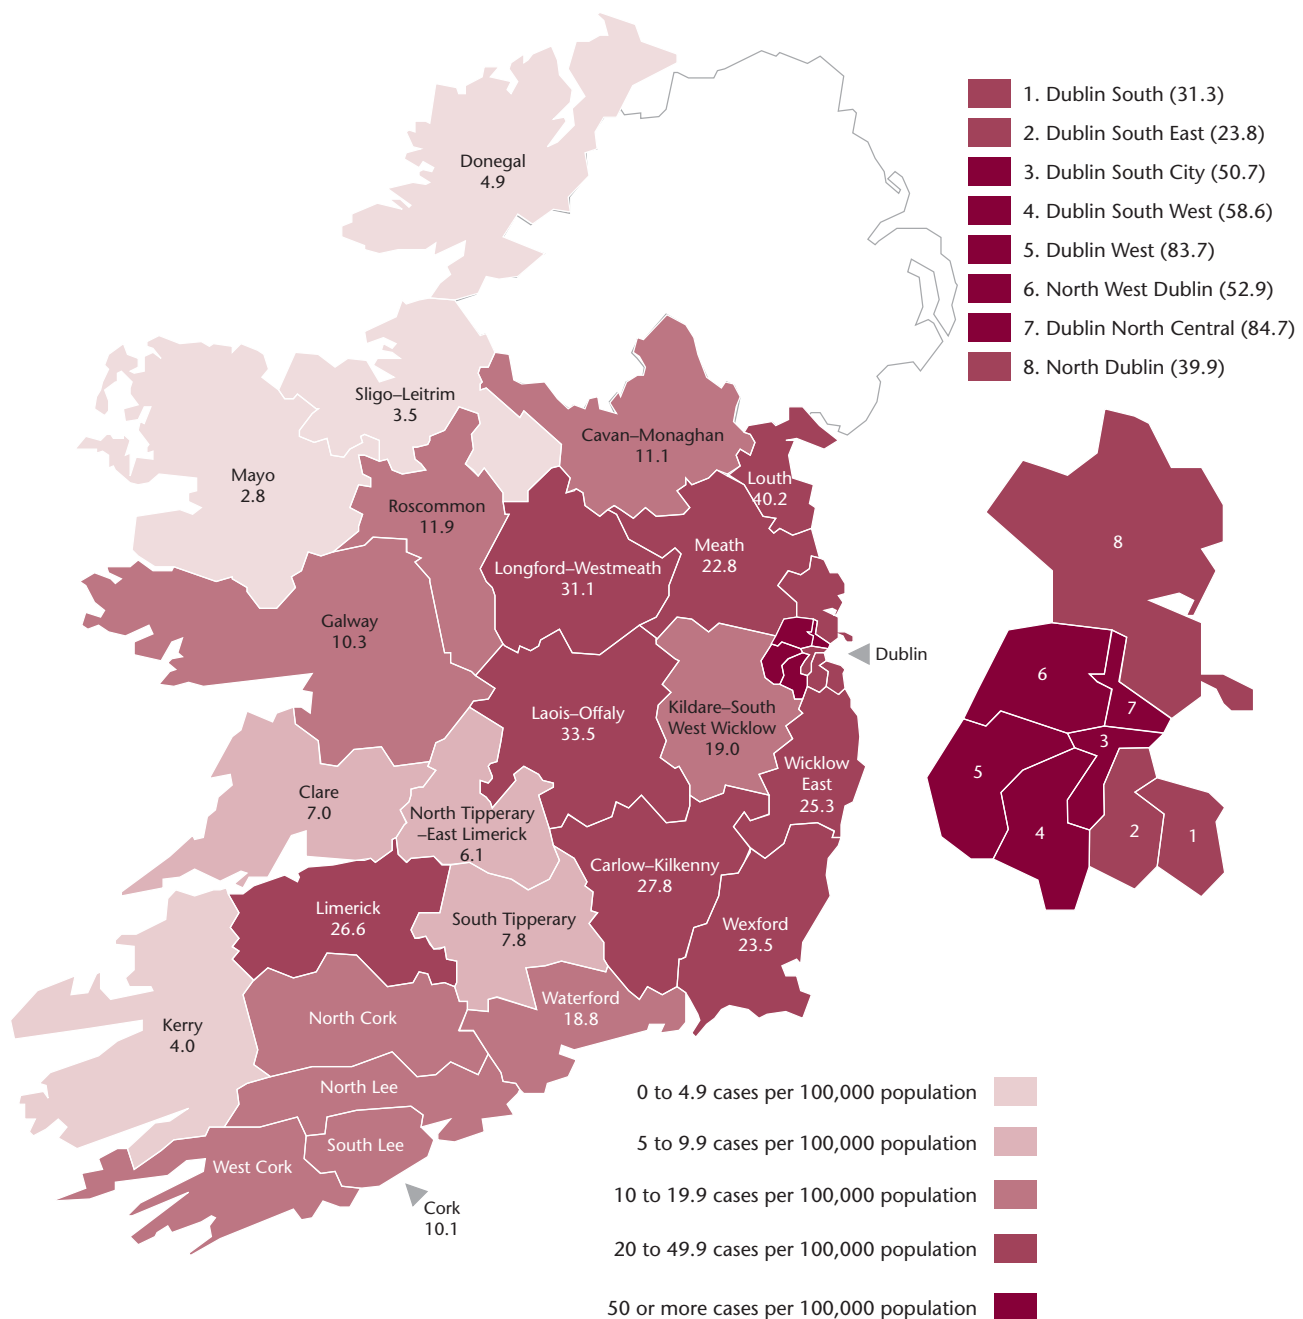 1. Dublin South (31.3)
2. Dublin South East (23.8)
3. Dublin South City (50.7)
4. Dublin South West (58.6)
5. Dublin West (83.7)
6. North West Dublin (52.9)
7. Dublin North Central (84.7)
8. North Dublin (39.9)
Donegal
4.9
Sligo–Leitrim
3.5
Cavan–Monaghan
11.1
Mayo
2.8
Louth
40.2
Roscommon
11.9
Meath
22.8
Longford–Westmeath
31.1
Galway
10.3
Dublin
Laois–Offaly
33.5
Kildare–South
West Wicklow
19.0
Wicklow
East
25.3
Clare
7.0
North Tipperary
–East Limerick
6.1
Carlow–Kilkenny
27.8
Limerick
26.6
South Tipperary
7.8
Wexford
23.5
Waterford
18.8
Kerry
4.0
North Cork
North Lee
South Lee
West Cork
Cork
10.1
8
6
7
3
5
4
2
1
0 to 4.9 cases per 100,000 population
5 to 9.9 cases per 100,000 population
10 to 19.9 cases per 100,000 population
20 to 49.9 cases per 100,000 population
50 or more cases per 100,000 population